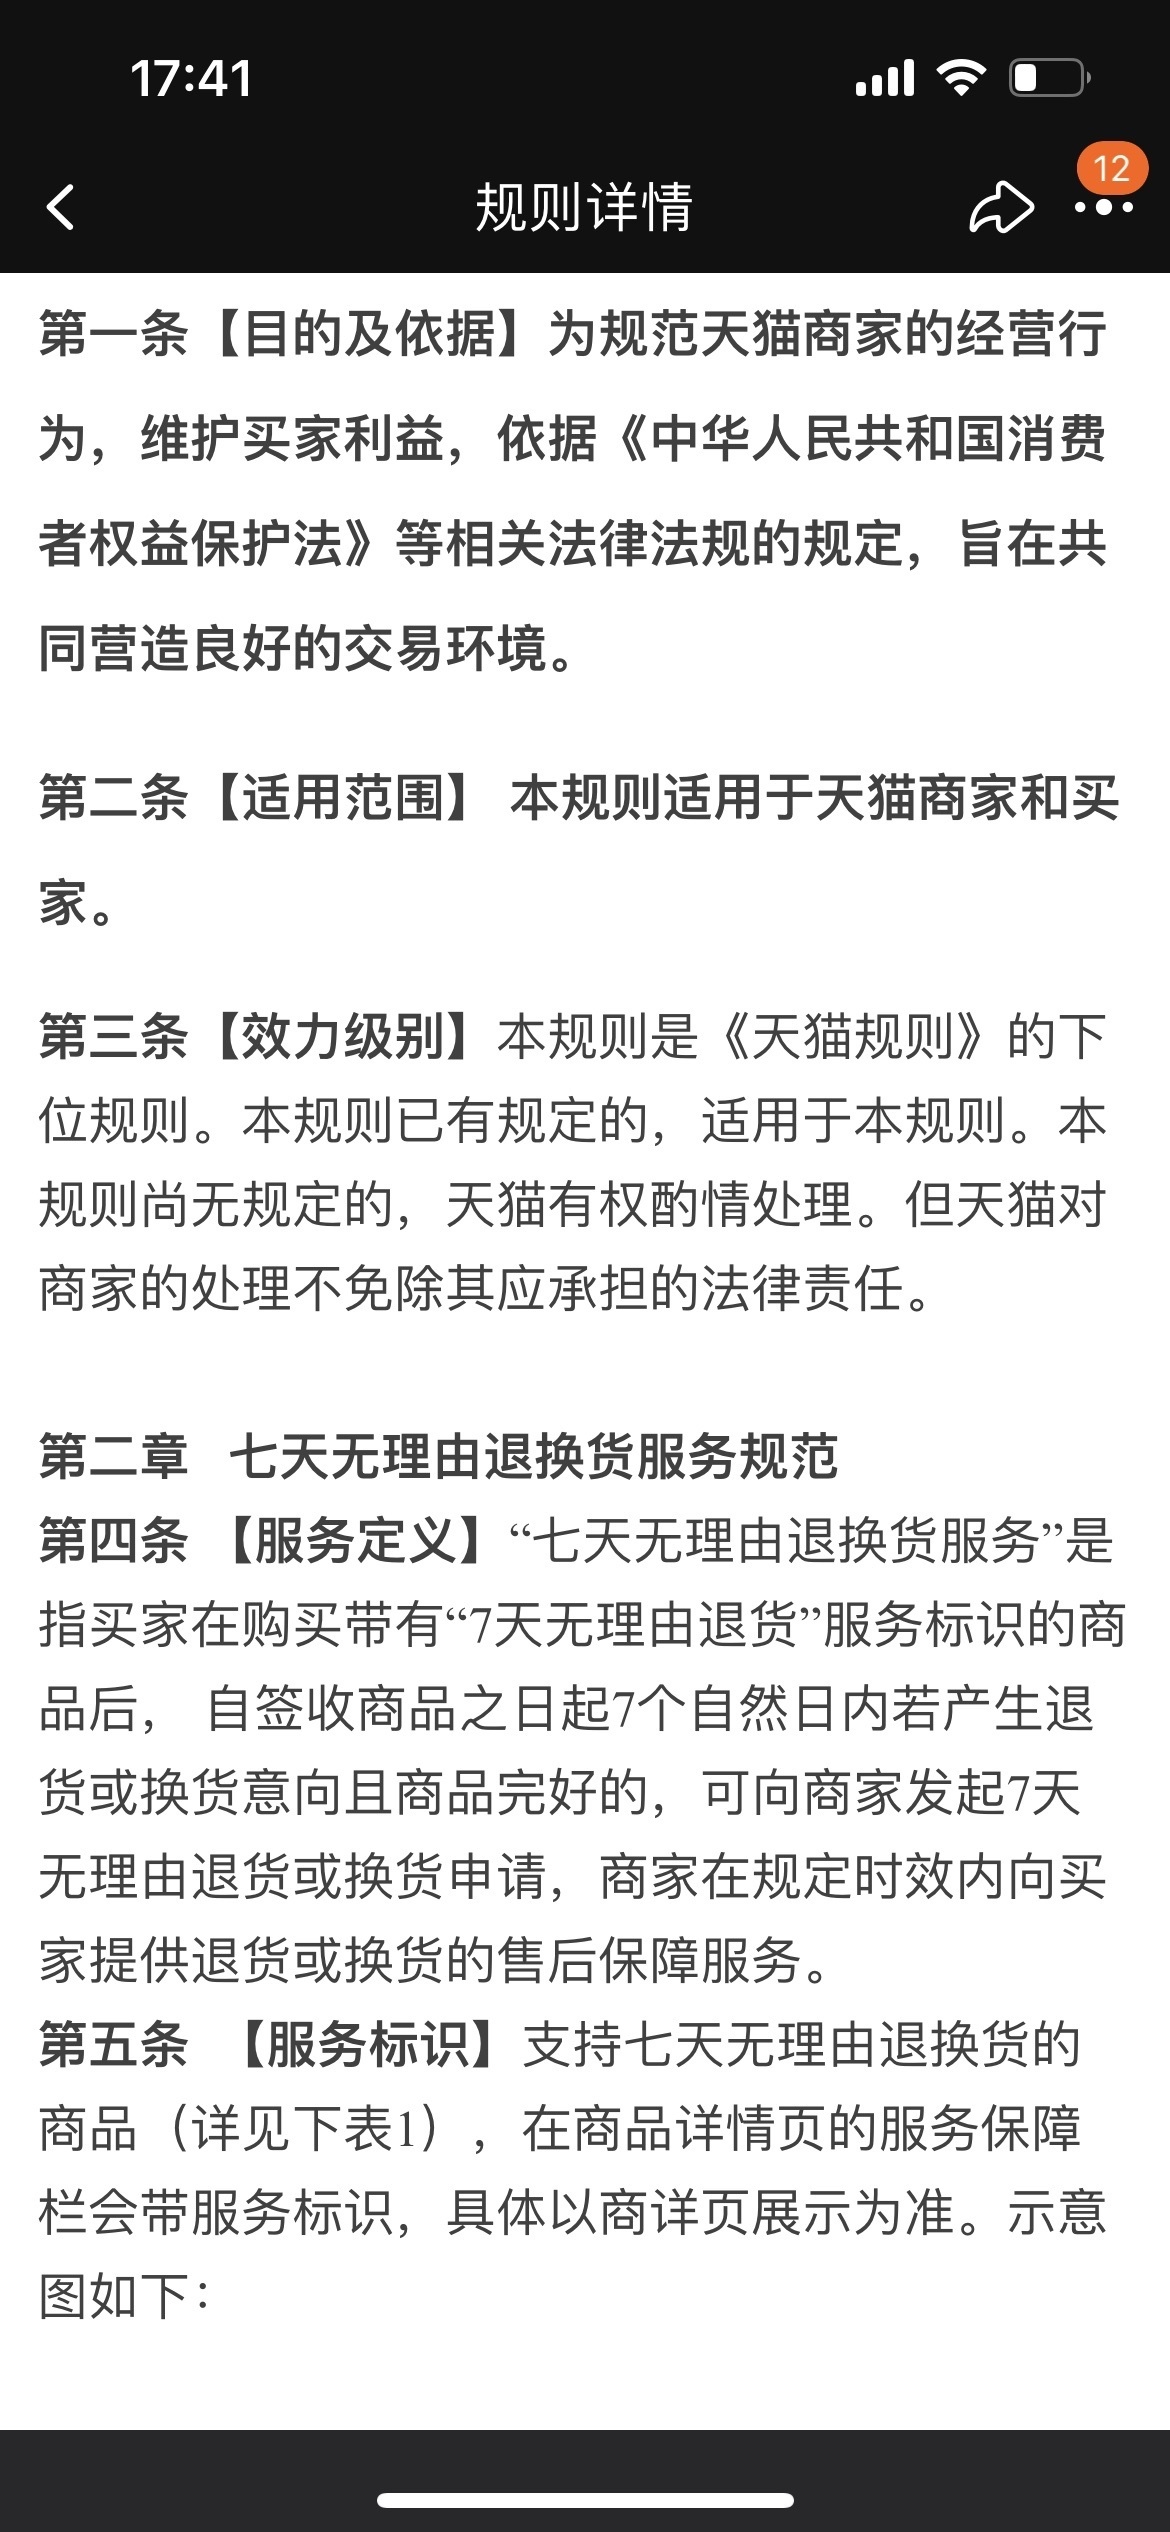 17:41
12
规则详情
第一条【目的及依据】为规范天猫商家的经营行
为，维护买家利益，依据《中华人民共和国消费
者权益保护法》等相关法律法规的规定，旨在共
同营造良好的交易环境。
第二条【适用范围】 本规则适用于天猫商家和买
家。
第三条【效力级别】本规则是《天猫规则》的下
位规则。本规则已有规定的，适用于本规则。本
规则尚无规定的，天猫有权酌情处理。但天猫对
商家的处理不免除其应承担的法律责任。
第二章 七天无理由退换货服务规范
第四条 【服务定义】“七天无理由退换货服务”是
指买家在购买带有“7天无理由退货”服务标识的商
品后， 自签收商品之日起7个自然日内若产生退
货或换货意向且商品完好的，可向商家发起7天
无理由退货或换货申请，商家在规定时效内向买
家提供退货或换货的售后保障服务。
第五条 【服务标识】支持七天无理由退换货的
商品（详见下表1），在商品详情页的服务保障
栏会带服务标识，具体以商详页展示为准。示意
图如下：